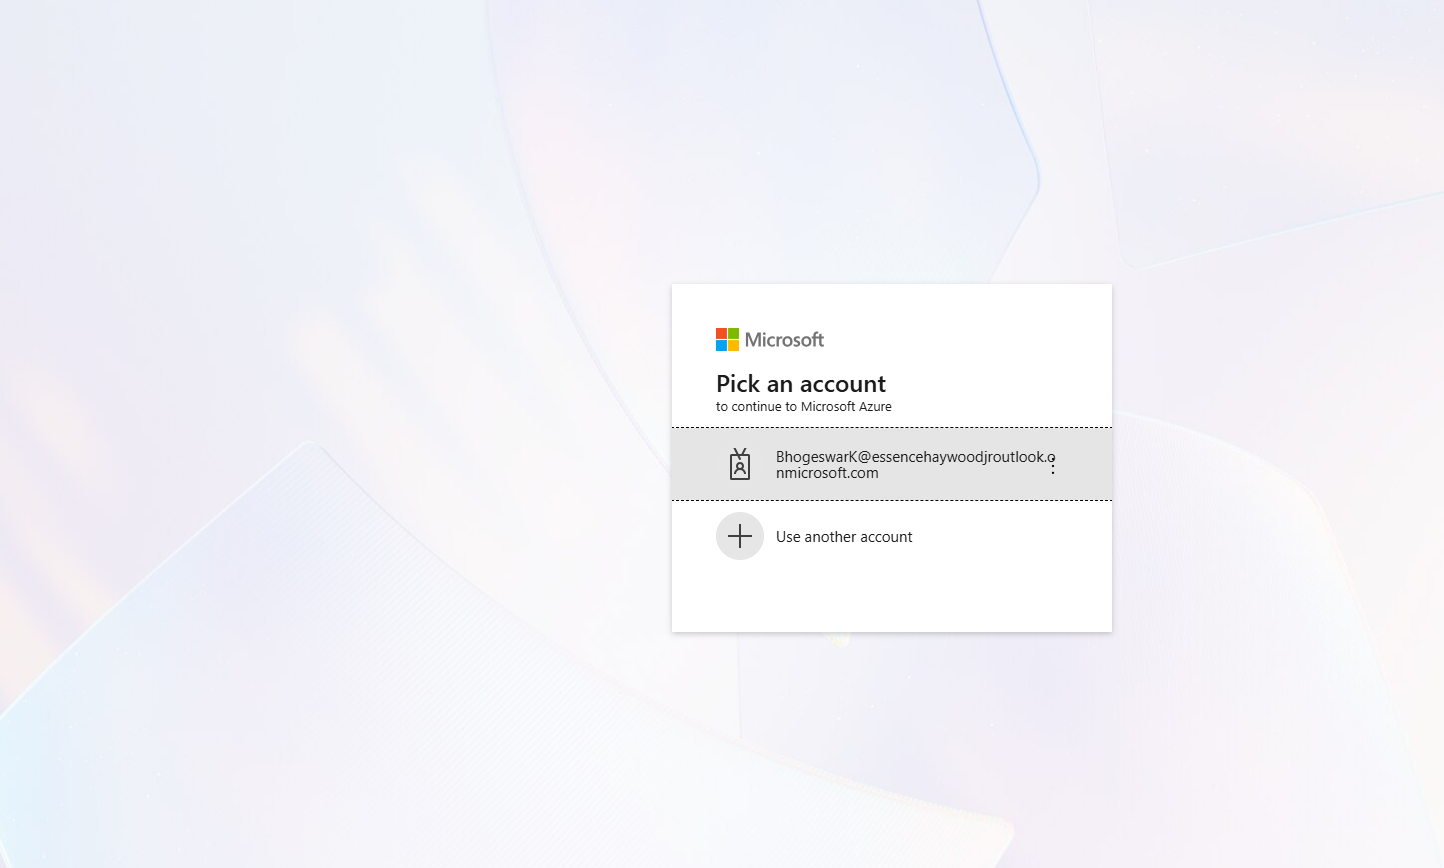 Microsoft
Pick an account
to continue to Microsoft Azure
BhogeswarK@essencehaywoodjroutlook.o
nmicrosoft.com
Use another account